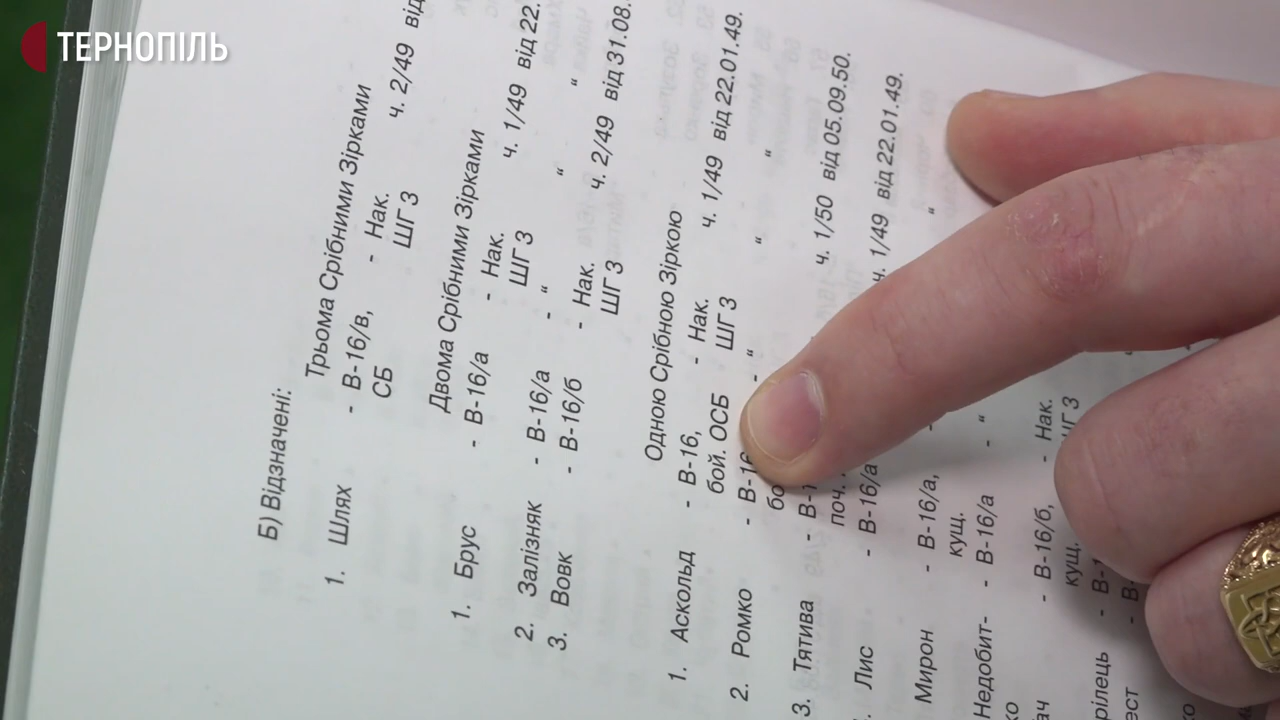 ТЕРНОПІЛЬ
Б) Відзначені:
Трьома Срібними Зірками
1. Шлях - В-16/в, - Нак. ч. 2/49 від
СБ ШГ 3
Двома Срібними Зірками
1. Брус - В-16/а - Нак. ч. 1/49 від 22.
ШГ 3
2. Залізняк - В-16/а - “ “ “
3. Вовк - В-16/б - Нак. ч. 2/49 від 31.08.
ШГ 3
Одною Срібною Зіркою
1. Аскольд - В-16, - Нак. ч. 1/49 від 22.01.49.
бой. ОСБ ШГ 3
2. Ромко - В-16 - “ “ “
3. Тятива - ч. 1/50 від 05.09.50.
поч.
Лис - В-16/а ч. 1/49 від 22.01.49.
Мирон - В-16/а, - “
кущ.
Недобит- - В-16/а - “
- В-16/б, - Нак.
кущ. ШГ 3